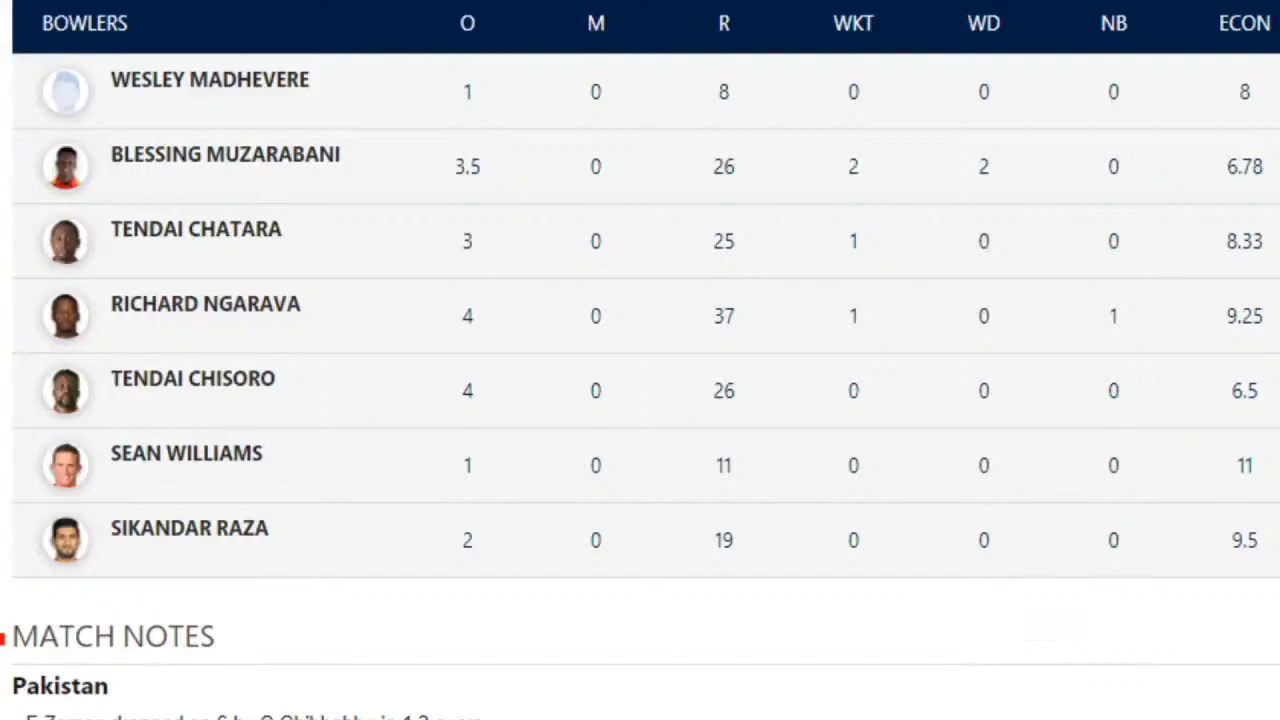 BOWLERS O M R WKT WD NB ECON
WESLEY MADHEVERE 1 0 8 0 0 0 8
BLESSING MUZARABANI 3.5 0 26 2 2 0 6.78
TENDAI CHATARA 3 0 25 1 0 0 8.33
RICHARD NGARAVA 4 0 37 1 0 1 9.25
TENDAI CHISORO 4 0 26 0 0 0 6.5
SEAN WILLIAMS 1 0 11 0 0 0 11
SIKANDAR RAZA 2 0 19 0 0 0 9.5
MATCH NOTES
Pakistan